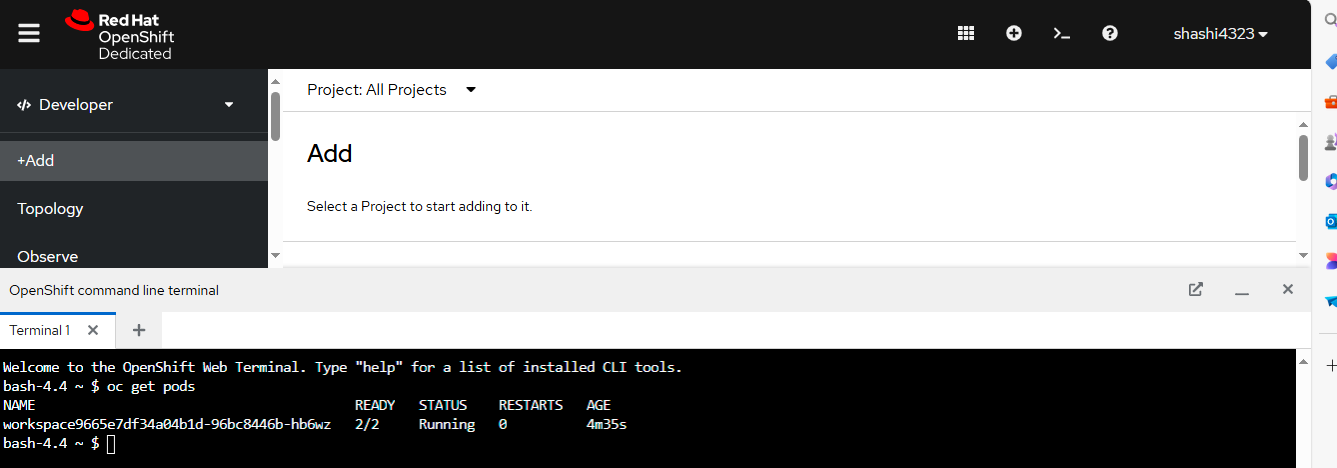 Red Hat
OpenShift
Dedicated
shashi4323
Developer
Project: All Projects
+Add
Add
Topology
Select a Project to start adding to it.
Observe
OpenShift command line terminal
Terminal 1
Welcome to the OpenShift Web Terminal. Type "help" for a list of installed CLI tools.
bash-4.4 ~ $ oc get pods
NAME READY STATUS RESTARTS AGE
workspace9665e7df34a04b1d-96bc8446b-hb6wz 2/2 Running 0 4m35s
bash-4.4 ~ $